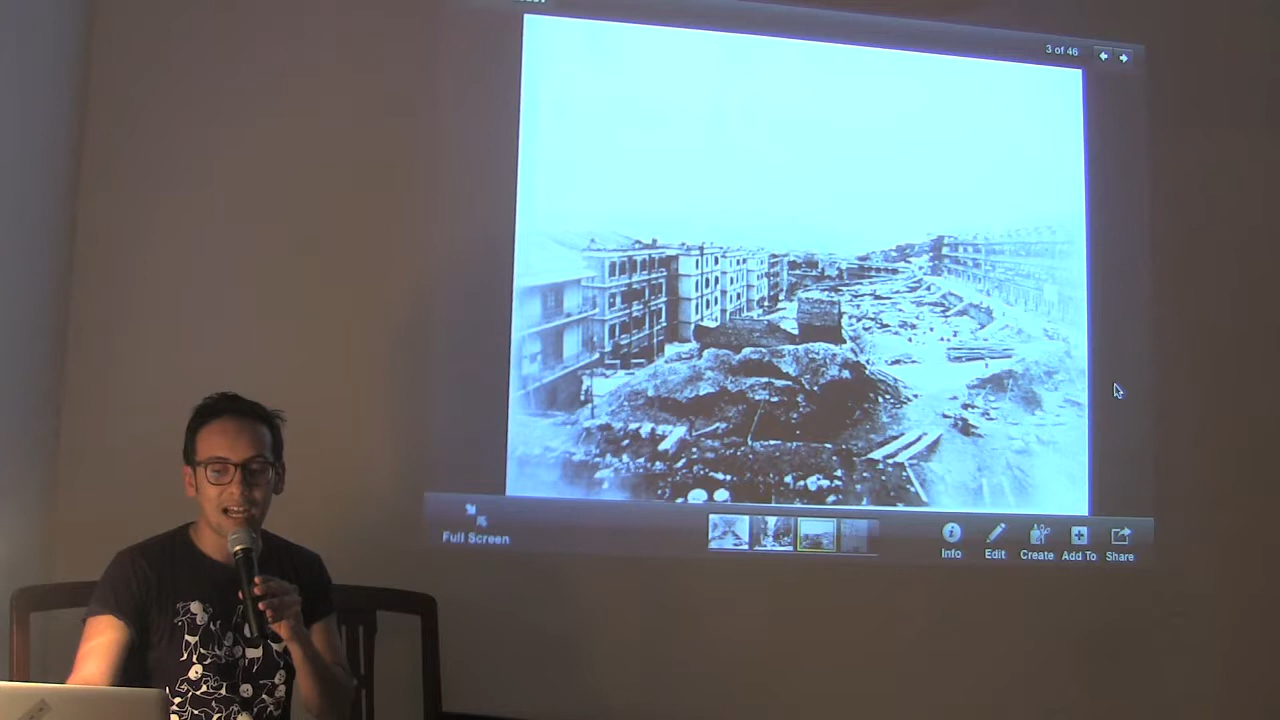 3 of 46
Full Screen
Info
Edit
Create
Add To
Share